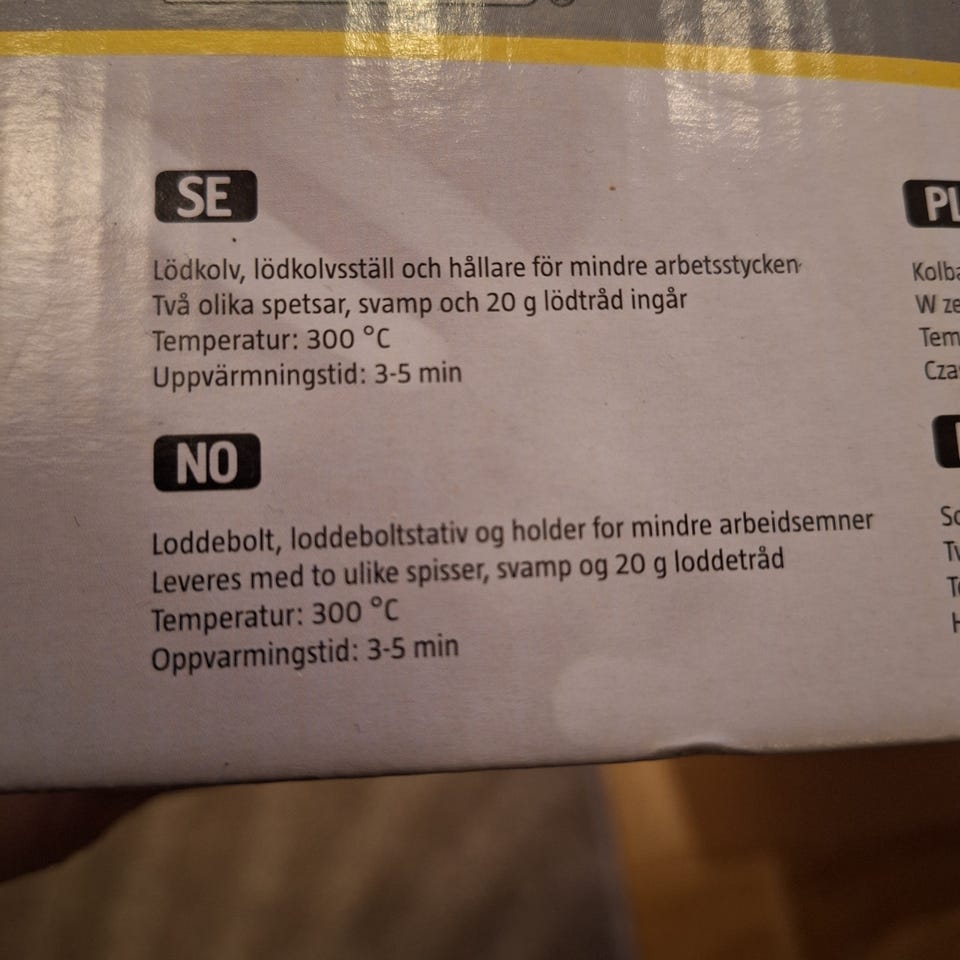 SE
Lödkolv, lödkolvsställ och hållare för mindre arbetsstycken
Två olika spetsar, svamp och 20 g lödtråd ingår
Temperatur: 300 °C
Uppvärmningstid: 3-5 min
NO
Loddebolt, loddeboltstativ og holder for mindre arbeidsemner
Leveres med to ulike spisser, svamp og 20 g loddetråd
Temperatur: 300 °C
Oppvarmingstid: 3-5 min
PL
W